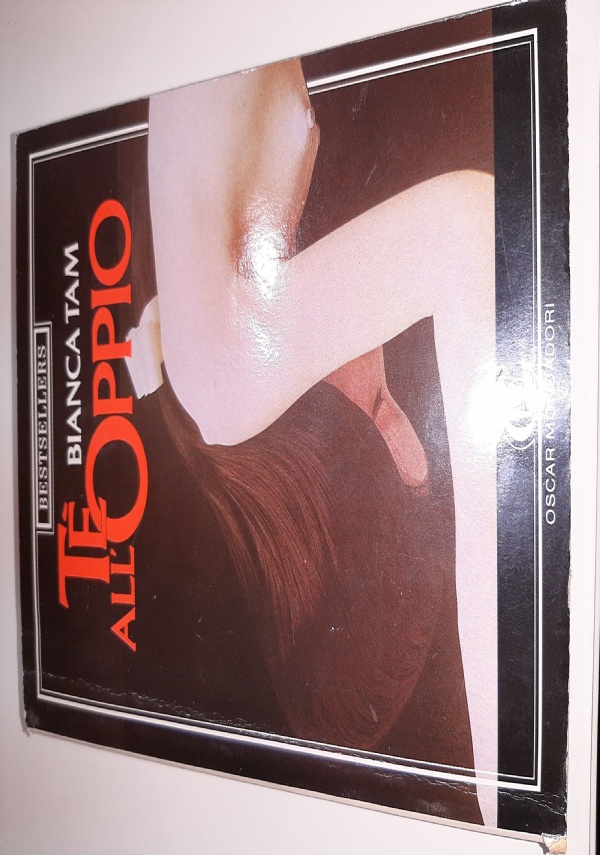 BESTSELLERS
BIANCA TAM
TÈ
ALL'OPPIO
OSCAR MONDADORI